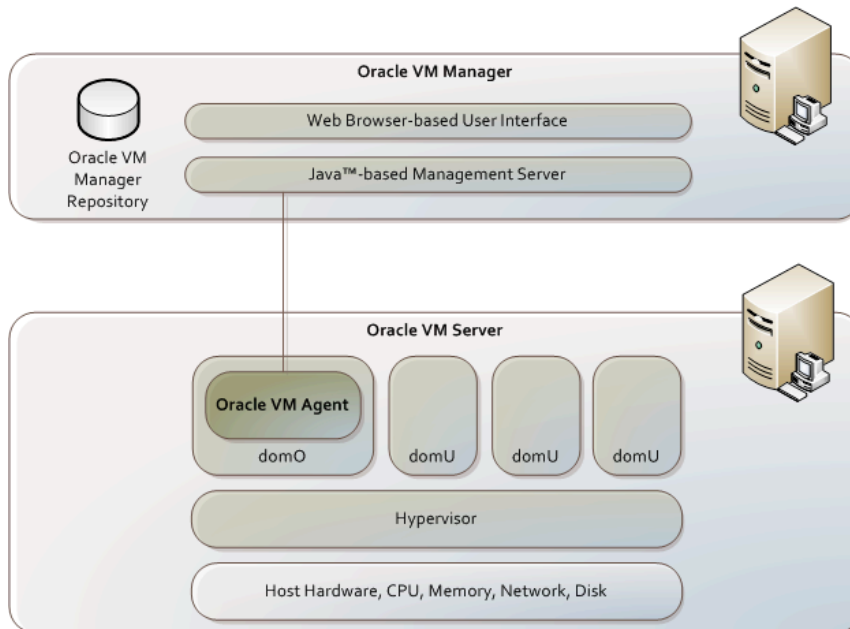 Oracle VM Manager
Web Browser-based User Interface
Java™-based Management Server
Oracle VM
Manager
Repository
Oracle VM Server
Oracle VM Agent
domO
domU
domU
domU
Hypervisor
Host Hardware, CPU, Memory, Network, Disk